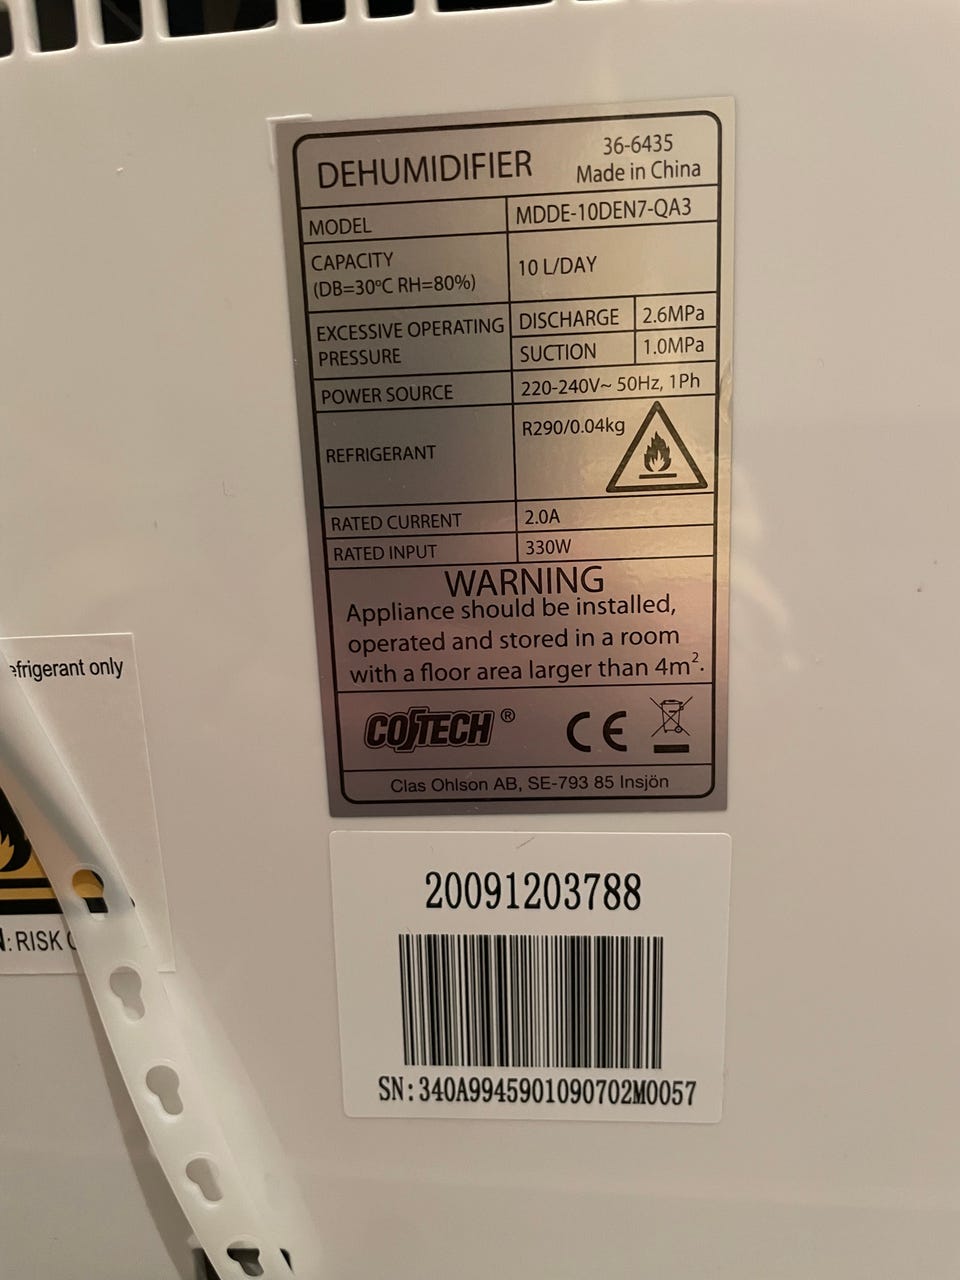 DEHUMIDIFIER
36-6435
Made in China
MODEL
MDDE-10DEN7-QA3
CAPACITY
(DB=30ºC RH=80%)
10 L/DAY
EXCESSIVE OPERATING
PRESSURE
DISCHARGE
2.6MPa
SUCTION
1.0MPa
POWER SOURCE
220-240V~ 50Hz, 1Ph
REFRIGERANT
R290/0.04kg
RATED CURRENT
2.0A
RATED INPUT
330W
WARNING
Appliance should be installed,
operated and stored in a room
with a floor area larger than 4m².
COTECH ®
CE
Clas Ohlson AB, SE-793 85 Insjön
efrigerant only
: RISK
20091203788
SN:340A9945901090702M0057